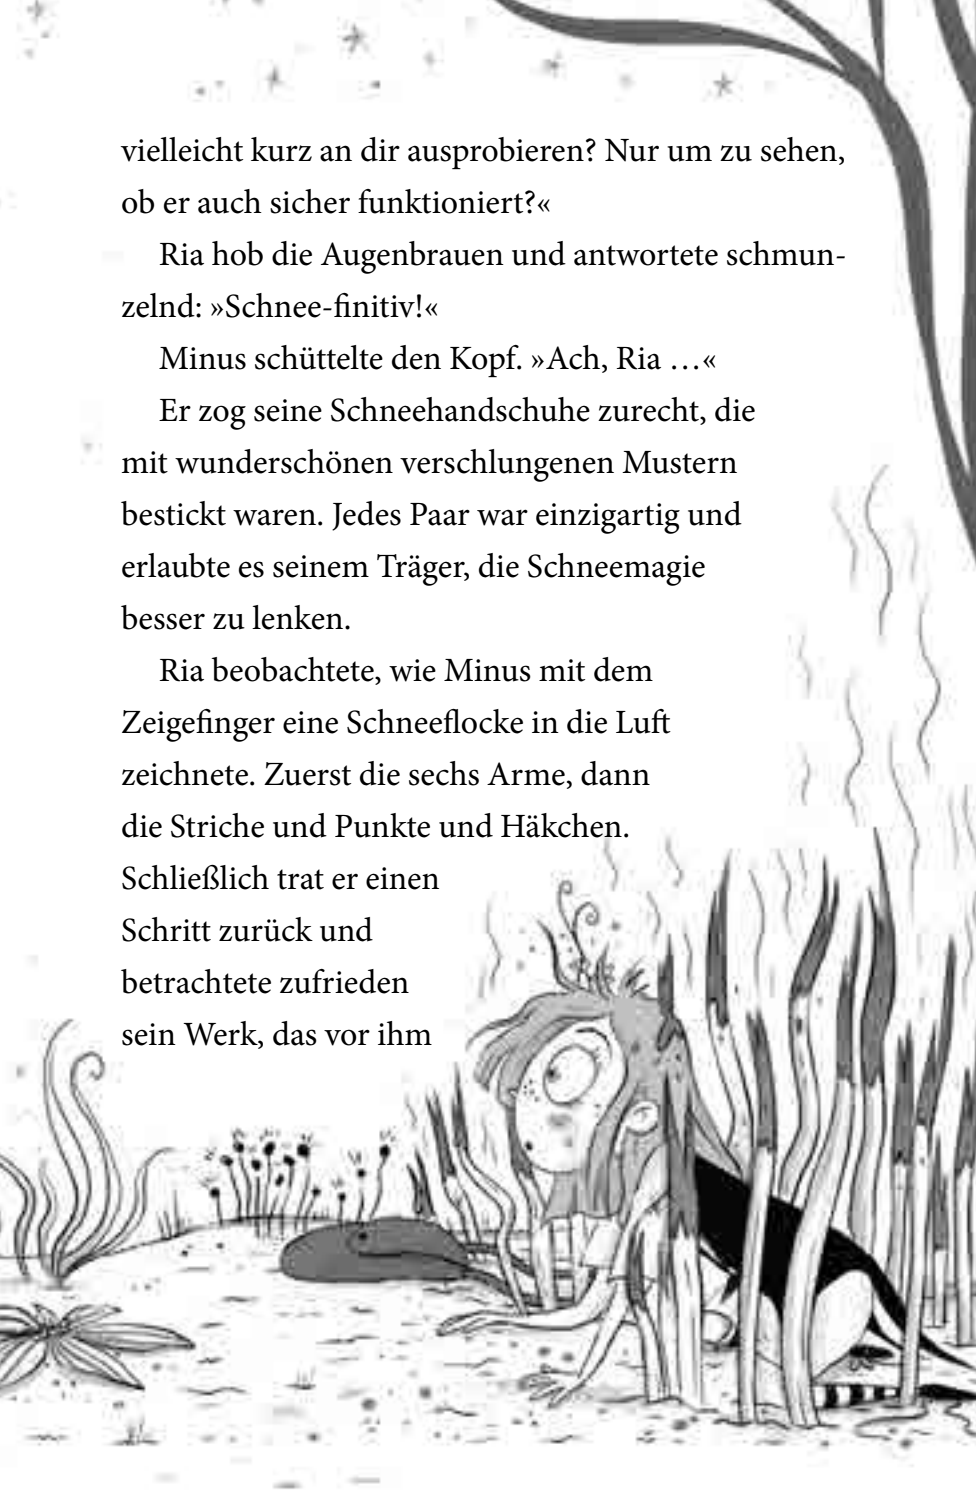 vielleicht kurz an dir ausprobieren? Nur um zu sehen,
ob er auch sicher funktioniert?«
Ria hob die Augenbrauen und antwortete schmun-
zelnd: »Schnee-finitiv!«
Minus schüttelte den Kopf. »Ach, Ria …«
Er zog seine Schneehandschuhe zurecht, die
mit wunderschönen verschlungenen Mustern
bestickt waren. Jedes Paar war einzigartig und
erlaubte es seinem Träger, die Schneemagie
besser zu lenken.
Ria beobachtete, wie Minus mit dem
Zeigefinger eine Schneeflocke in die Luft
zeichnete. Zuerst die sechs Arme, dann
die Striche und Punkte und Häkchen.
Schließlich trat er einen
Schritt zurück und
betrachtete zufrieden
sein Werk, das vor ihm